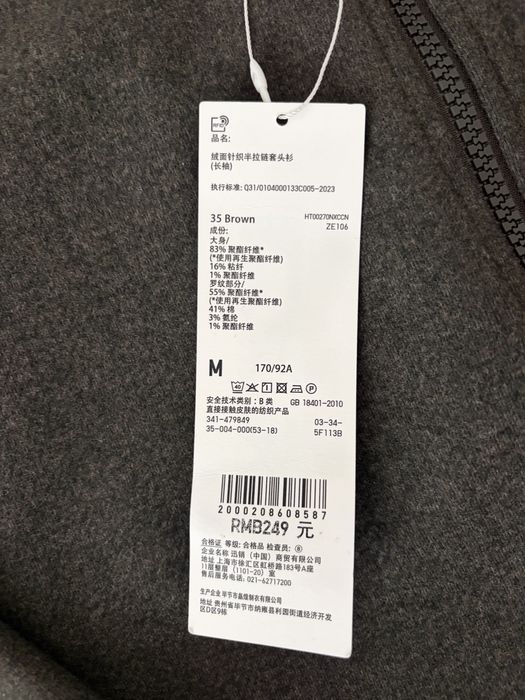 RFID
品名:
绒面针织半拉链套头衫
(长袖)
执行标准: Q31/0104000133C005-2023
35 Brown
HT00270NXCCN
ZE106
成份:
大身/
83% 聚酯纤维*
(*使用再生聚酯纤维)
16% 粘纤
1% 聚酯纤维
罗纹部分/
55% 聚酯纤维*
(*使用再生聚酯纤维)
41% 棉
3% 氨纶
1% 聚酯纤维
M 170/92A
40 P
安全技术类别: B 类 GB 18401-2010
直接接触皮肤的纺织产品
341-479849 03-34-
35-004-000(53-18) 5F113B
2000208608587
RMB249 元
合格证 等级: 合格品 检查员: ⑧
企业名称 迅销（中国）商贸有限公司
地址 上海市徐汇区虹桥路183号A座
11层整层（1101-20）室
售后服务电话: 021-62717200
生产企业 毕节市磊煌制衣有限公司
地址 贵州省毕节市纳雍县利园街道经济开发
区D区9栋